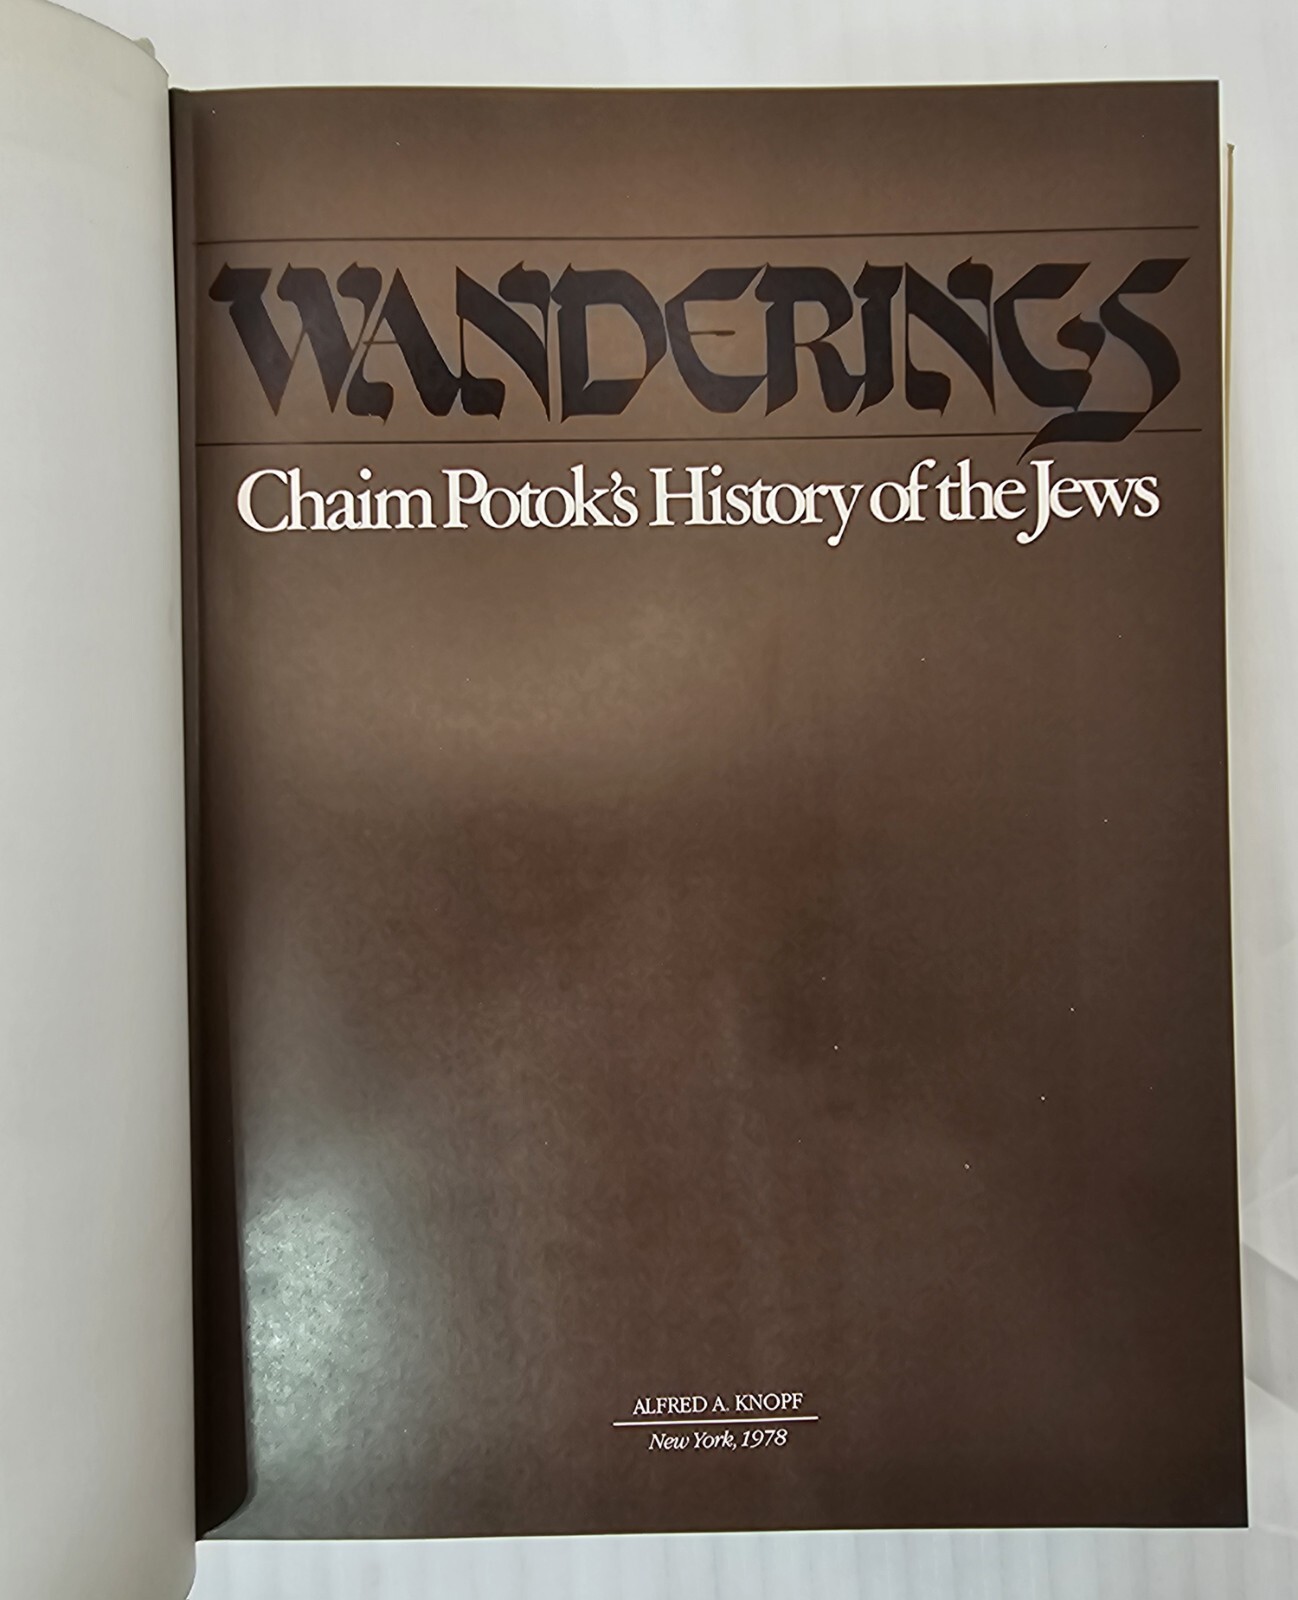 WANDERINGS
Chaim Potok's History of the Jews
ALFRED A. KNOPF
New York, 1978